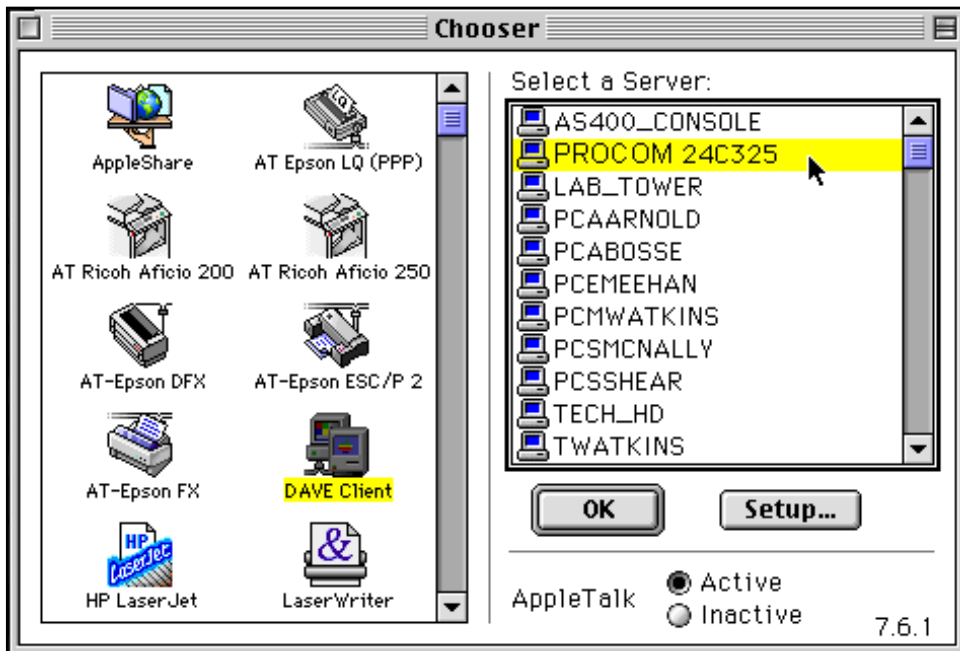 Chooser
AppleShare
AT Epson LQ (PPP)
AT Ricoh Aficio 200
AT Ricoh Aficio 250
AT-Epson DFX
AT-Epson ESC/P 2
AT-Epson FX
DAVE Client
HP LaserJet
HP LaserJet
LaserWriter
Select a Server:
AS400_CONSOLE
PROCOM 24C325
LAB_TOWER
PCAARNOLD
PCABOSSE
PCEMEEHAN
PCMWATKINS
PCSMCNALLY
PCSSHEAR
TECH_HD
TWATKINS
OK
Setup...
AppleTalk
Active
Inactive
7.6.1